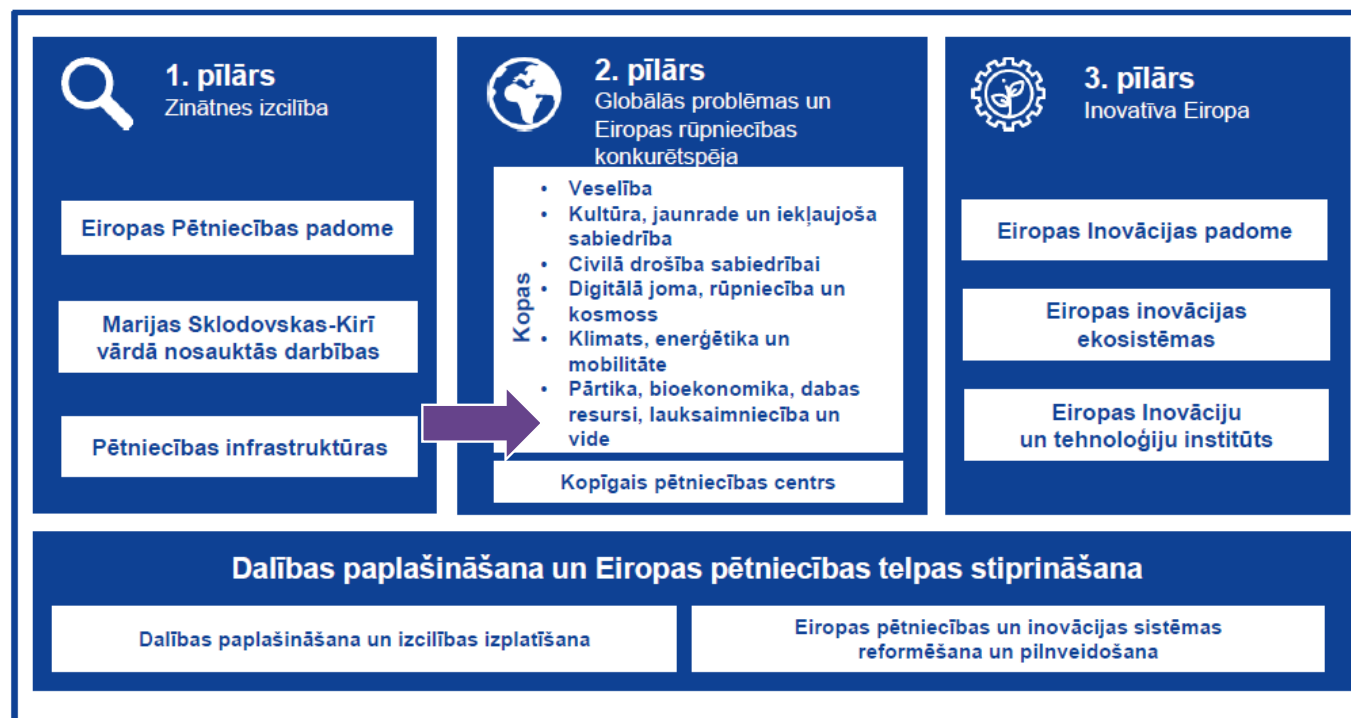 1. pīlārs
Zinātnes izcilība
Eiropas Pētniecības padome
Marijas Sklodovskas-Kirī
vārdā nosauktās darbības
Pētniecības infrastruktūras
2. pīlārs
Globālās problēmas un
Eiropas rūpniecības
konkurētspēja
Kopas
• Veselība
• Kultūra, jaunrade un iekļaujoša
sabiedrība
• Civilā drošība sabiedrībai
• Digitālā joma, rūpniecība un
kosmoss
• Klimats, enerģētika un
mobilitāte
• Pārtika, bioekonomika, dabas
resursi, lauksaimniecība un
vide
Kopīgais pētniecības centrs
3. pīlārs
Inovatīva Eiropa
Eiropas Inovācijas padome
Eiropas inovācijas
ekosistēmas
Eiropas Inovāciju
un tehnoloģiju institūts
Dalības paplašināšana un Eiropas pētniecības telpas stiprināšana
Dalības paplašināšana un izcilības izplatīšana
Eiropas pētniecības un inovācijas sistēmas
reformēšana un pilnveidošana